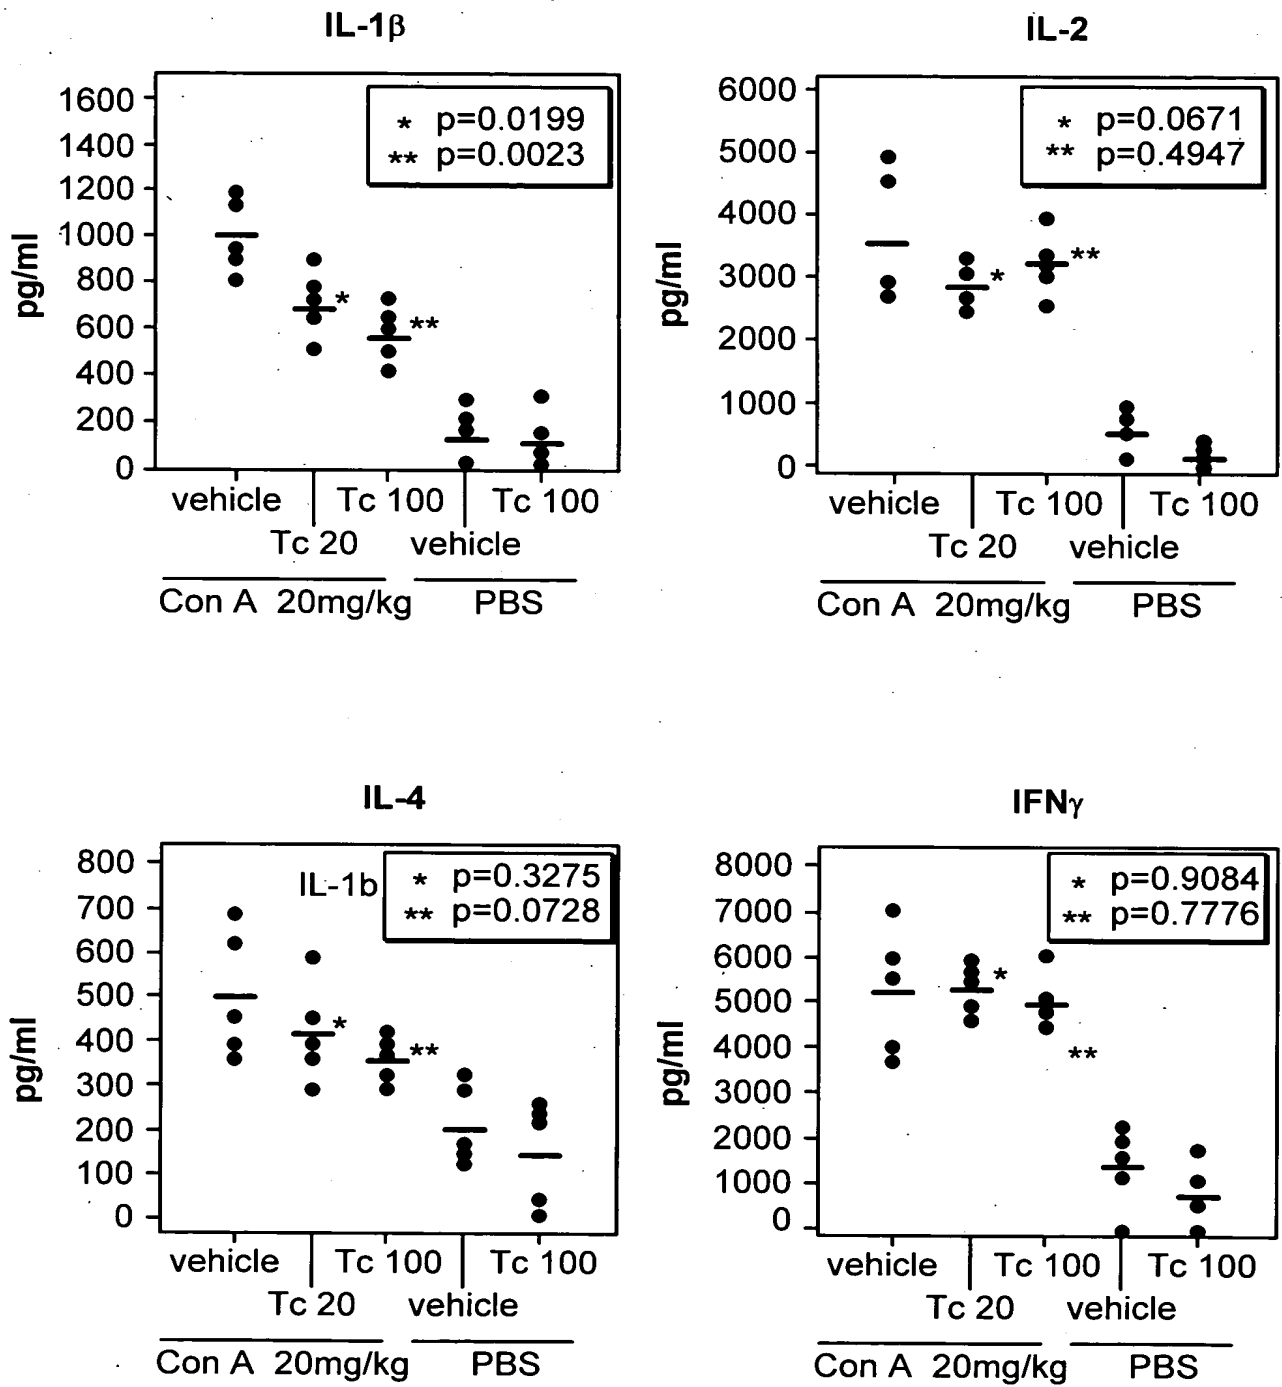 IL-1β
1600
1400
1200
1000
800
600
400
200
0
pg/ml
* p=0.0199
** p=0.0023
*
**
vehicle Tc 100 Tc 100
Tc 20 vehicle
Con A 20mg/kg PBS
IL-2
6000
5000
4000
3000
2000
1000
0
pg/ml
* p=0.0671
** p=0.4947
*
**
vehicle Tc 100 Tc 100
Tc 20 vehicle
Con A 20mg/kg PBS
IL-4
800
700
600
500
400
300
200
100
0
pg/ml
IL-1b
* p=0.3275
** p=0.0728
*
**
vehicle Tc 100 Tc 100
Tc 20 vehicle
Con A 20mg/kg PBS
IFNγ
8000
7000
6000
5000
4000
3000
2000
1000
0
pg/ml
* p=0.9084
** p=0.7776
*
**
vehicle Tc 100 Tc 100
Tc 20 vehicle
Con A 20mg/kg PBS